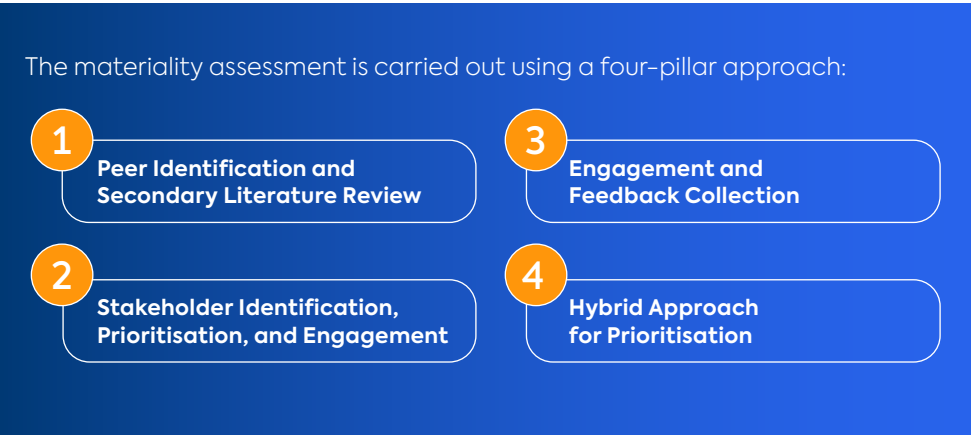 The materiality assessment is carried out using a four-pillar approach:
1
Peer Identification and
Secondary Literature Review
2
Stakeholder Identification,
Prioritisation, and Engagement
3
Engagement and
Feedback Collection
4
Hybrid Approach
for Prioritisation